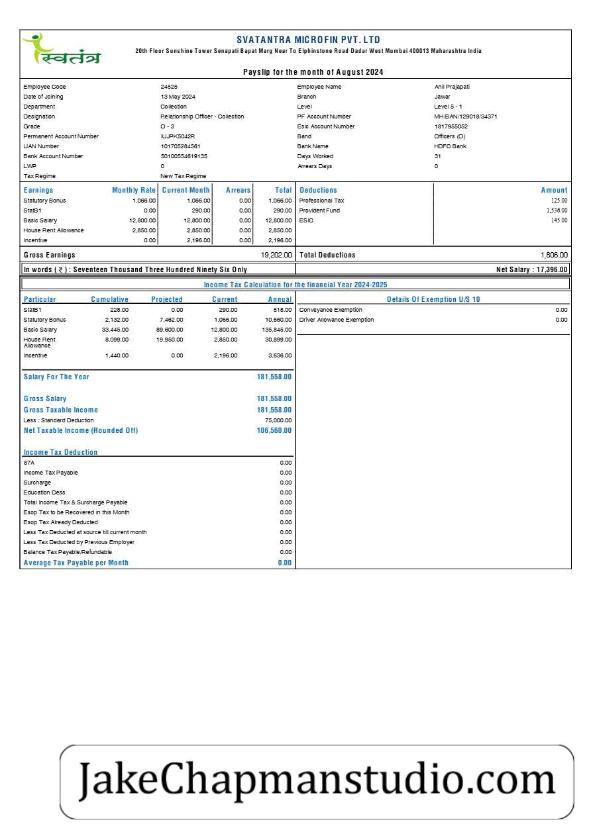 स्वतंत्र
SVATANTRA MICROFIN PVT. LTD
20th Floor Sunshine Tower Senapati Bapat Marg Near To Elphinstone Road Dadar West Mumbai 400013 Maharashtra India
Payslip for the month of August 2024
Employee Code 24628 Employee Name Anil Prajapati
Date of Joining 13 May 2024 Branch Jawar
Department Collection Level Level 5 - 1
Designation Relationship Officer - Collection PF Account Number MH/BAN/129018/34371
Grade O - 3 Esic Account Number 1817955052
Permanent Account Number IUJPK5042R Band Officers (O)
UAN Number 101705284561 Bank Name HDFC Bank
Bank Account Number 50100554619135 Days Worked 31
LWP 0 Arrears Days 0
Tax Regime New Tax Regime
Earnings Monthly Rate Current Month Arrears Total Deductions Amount
Statutory Bonus 1,066.00 1,066.00 0.00 1,066.00 Professional Tax 125.00
StatB1 0.00 290.00 0.00 290.00 Provident Fund 1,536.00
Basic Salary 12,800.00 12,800.00 0.00 12,800.00 ESIC 145.00
House Rent Allowance 2,850.00 2,850.00 0.00 2,850.00
Incentive 0.00 2,196.00 0.00 2,196.00
Gross Earnings 19,202.00 Total Deductions 1,806.00
In words ( ₹ ) : Seventeen Thousand Three Hundred Ninety Six Only Net Salary : 17,396.00
Income Tax Calculation for the financial Year 2024-2025
Particular Cumulative Projected Current Annual Details Of Exemption U/S 10
StatB1 228.00 0.00 290.00 518.00 Conveyance Exemption 0.00
Statutory Bonus 2,132.00 7,462.00 1,066.00 10,660.00 Driver Allowance Exemption 0.00
Basic Salary 33,445.00 89,600.00 12,800.00 135,845.00
House Rent
Allowance 8,099.00 19,950.00 2,850.00 30,899.00
Incentive 1,440.00 0.00 2,196.00 3,636.00
Salary For The Year 181,558.00
Gross Salary 181,558.00
Gross Taxable Income 181,558.00
Less : Standard Deduction 75,000.00
Net Taxable Income (Rounded Off) 106,560.00
Income Tax Deduction
87A 0.00
Income Tax Payable 0.00
Surcharge 0.00
Education Cess 0.00
Total Income Tax & Surcharge Payable 0.00
Esop Tax to be Recovered in this Month 0.00
Esop Tax Already Deducted 0.00
Less Tax Deducted at source till current month 0.00
Less Tax Deducted by Previous Employer 0.00
Balance Tax Payable/Refundable 0.00
Average Tax Payable per Month 0.00
JakeChapmanstudio.com